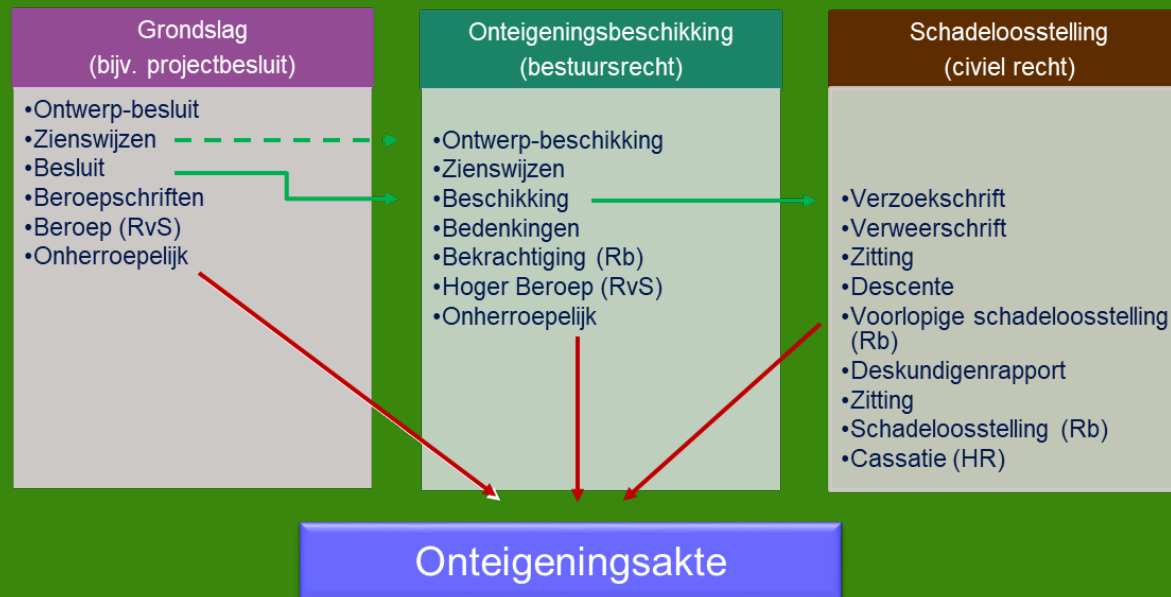 Grondslag
(bijv. projectbesluit)
•Ontwerp-besluit
•Zienswijzen
•Besluit
•Beroepschriften
•Beroep (RvS)
•Onherroepelijk
Onteigeningsbeschikking
(bestuursrecht)
•Ontwerp-beschikking
•Zienswijzen
•Beschikking
•Bedenkingen
•Bekrachtiging (Rb)
•Hoger Beroep (RvS)
•Onherroepelijk
Schadeloosstelling
(civiel recht)
•Verzoekschrift
•Verweerschrift
•Zitting
•Descente
•Voorlopige schadeloosstelling
(Rb)
•Deskundigenrapport
•Zitting
•Schadeloosstelling (Rb)
•Cassatie (HR)
Onteigeningsakte